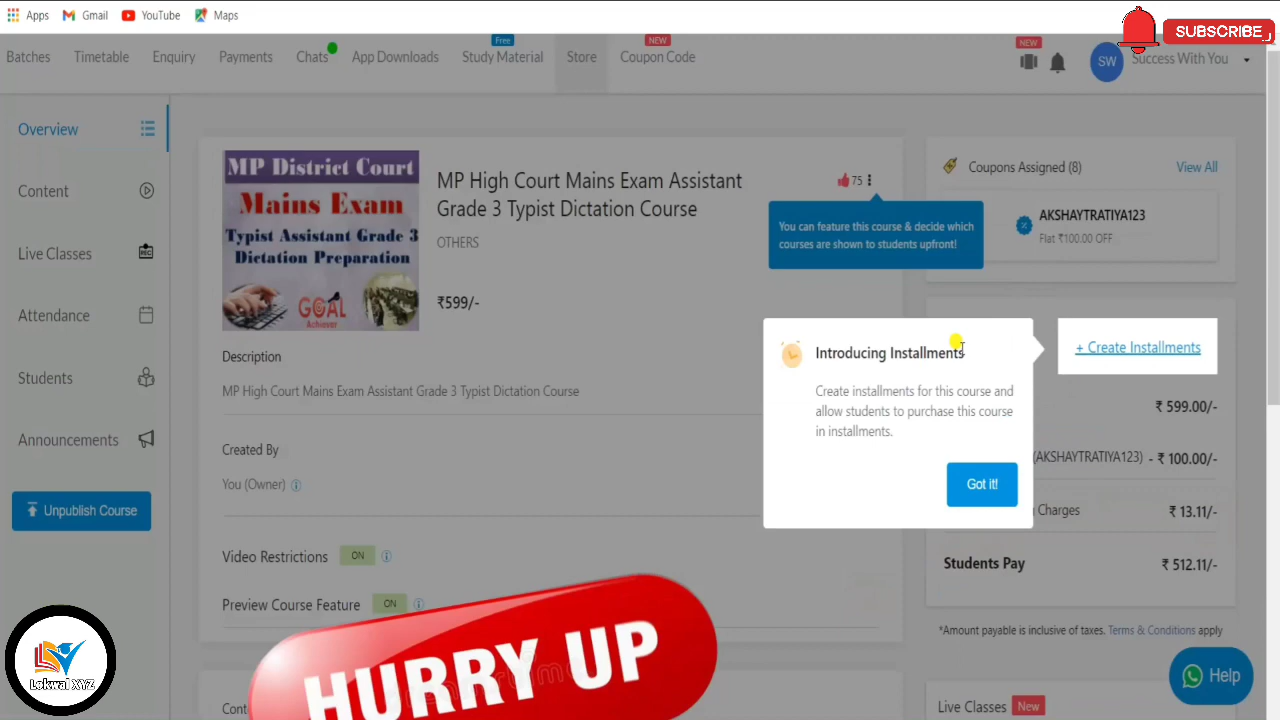 Apps
Gmail
YouTube
Maps
SUBSCRIBE
Batches
Timetable
Enquiry
Payments
Chats
App Downloads
Free
Study Material
Store
NEW
Coupon Code
NEW
SW
Success With You
Overview
Content
Live Classes
REC
Attendance
Students
Announcements
Unpublish Course
MP District Court
Mains Exam
Typist Assistant Grade 3
Dictation Preparation
GOAL
Achiever
MP High Court Mains Exam Assistant
Grade 3 Typist Dictation Course
OTHERS
₹599/-
75
You can feature this course & decide which
courses are shown to students upfront!
Description
MP High Court Mains Exam Assistant Grade 3 Typist Dictation Course
Created By
You (Owner)
Video Restrictions ON
Preview Course Feature ON
Coupons Assigned (8)
View All
AKSHAYTRATIYA123
Flat ₹100.00 OFF
Introducing Installments
Create installments for this course and
allow students to purchase this course
in installments.
Got it!
+ Create Installments
₹ 599.00/-
(AKSHAYTRATIYA123) - ₹ 100.00/-
Charges ₹ 13.11/-
Students Pay ₹ 512.11/-
*Amount payable is inclusive of taxes. Terms & Conditions apply
Help
Live Classes New
HURRY UP
Lokwal XYZ